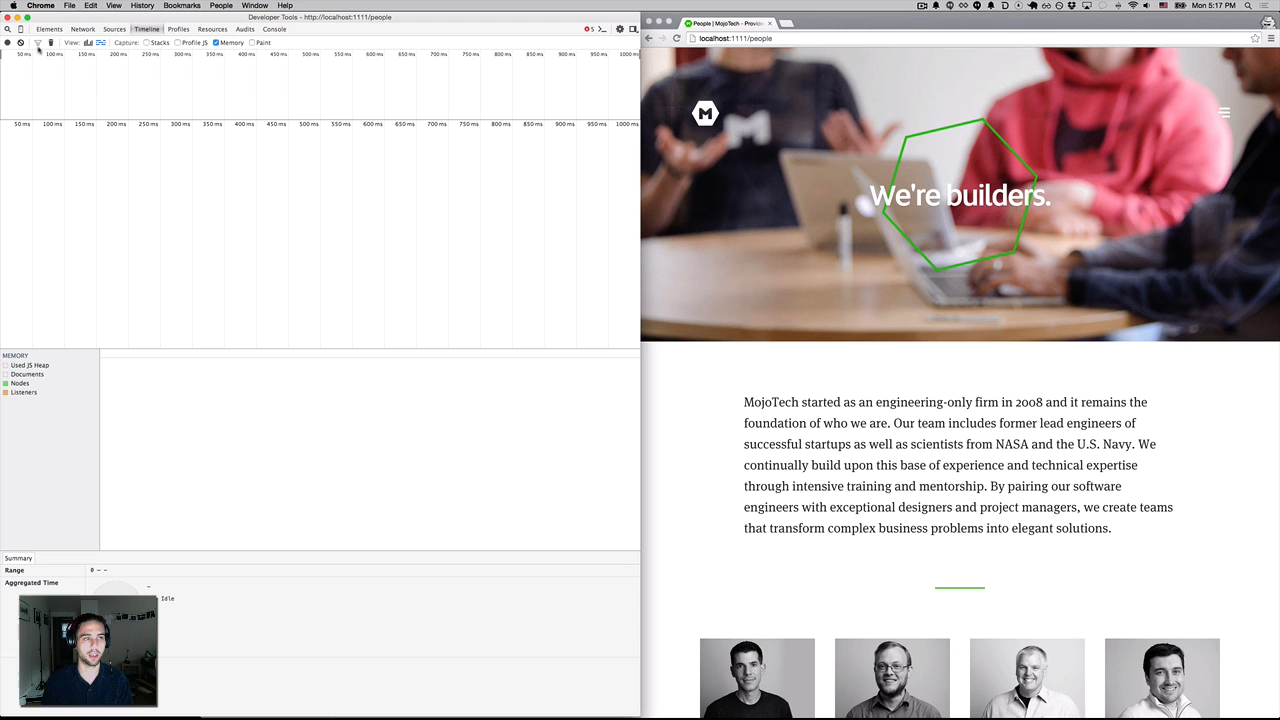 Chrome File Edit View History Bookmarks People Window Help
Mon 5:17 PM
Developer Tools - http://localhost:1111/people
Elements Network Sources Timeline Profiles Resources Audits Console
5
View: Capture: Stacks Profile JS Memory Paint
50 ms 100 ms 150 ms 200 ms 250 ms 300 ms 350 ms 400 ms 450 ms 500 ms 550 ms 600 ms 650 ms 700 ms 750 ms 800 ms 850 ms 900 ms 950 ms 1000 ms
50 ms 100 ms 150 ms 200 ms 250 ms 300 ms 350 ms 400 ms 450 ms 500 ms 550 ms 600 ms 650 ms 700 ms 750 ms 800 ms 850 ms 900 ms 950 ms 1000 ms
MEMORY
Used JS Heap
Documents
Nodes
Listeners
Summary
Range 0 – –
Aggregated Time –
Idle
People | MojoTech - Provid
localhost:1111/people
M
M
We're builders.
MojoTech started as an engineering-only firm in 2008 and it remains the
foundation of who we are. Our team includes former lead engineers of
successful startups as well as scientists from NASA and the U.S. Navy. We
continually build upon this base of experience and technical expertise
through intensive training and mentorship. By pairing our software
engineers with exceptional designers and project managers, we create teams
that transform complex business problems into elegant solutions.